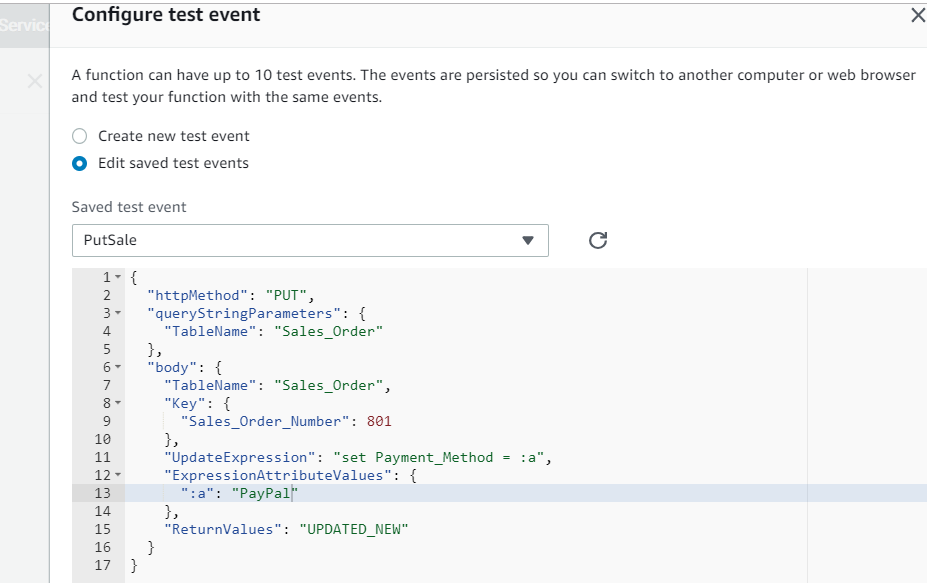 Configure test event
Service
A function can have up to 10 test events. The events are persisted so you can switch to another computer or web browser
and test your function with the same events.
Create new test event
Edit saved test events
Saved test event
PutSale
1 {
2 "httpMethod": "PUT",
3 "queryStringParameters": {
4 "TableName": "Sales_Order"
5 },
6 "body": {
7 "TableName": "Sales_Order",
8 "Key": {
9 "Sales_Order_Number": 801
10 },
11 "UpdateExpression": "set Payment_Method = :a",
12 "ExpressionAttributeValues": {
13 ":a": "PayPal"
14 },
15 "ReturnValues": "UPDATED_NEW"
16 }
17 }